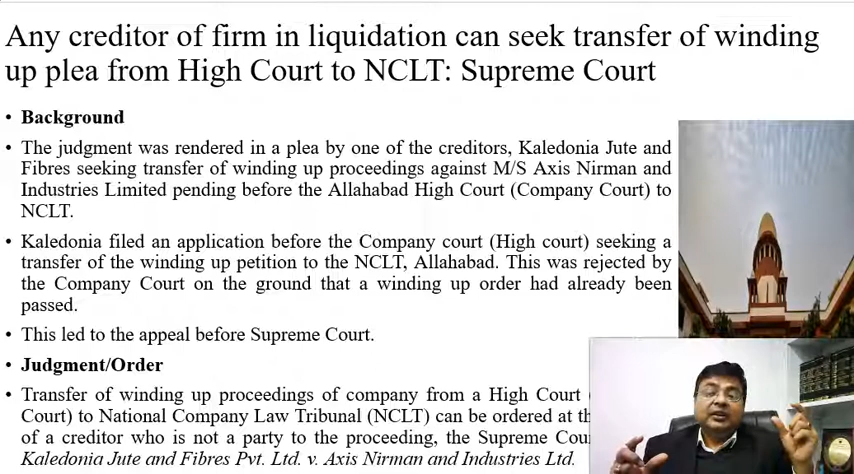 Any creditor of firm in liquidation can seek transfer of winding
up plea from High Court to NCLT: Supreme Court
• Background
• The judgment was rendered in a plea by one of the creditors, Kaledonia Jute and
Fibres seeking transfer of winding up proceedings against M/S Axis Nirman and
Industries Limited pending before the Allahabad High Court (Company Court) to
NCLT.
• Kaledonia filed an application before the Company court (High court) seeking a
transfer of the winding up petition to the NCLT, Allahabad. This was rejected by
the Company Court on the ground that a winding up order had already been
passed.
• This led to the appeal before Supreme Court.
• Judgment/Order
• Transfer of winding up proceedings of company from a High Court
Court) to National Company Law Tribunal (NCLT) can be ordered at
of a creditor who is not a party to the proceeding, the Supreme
Kaledonia Jute and Fibres Pvt. Ltd. v. Axis Nirman and Industries Ltd.